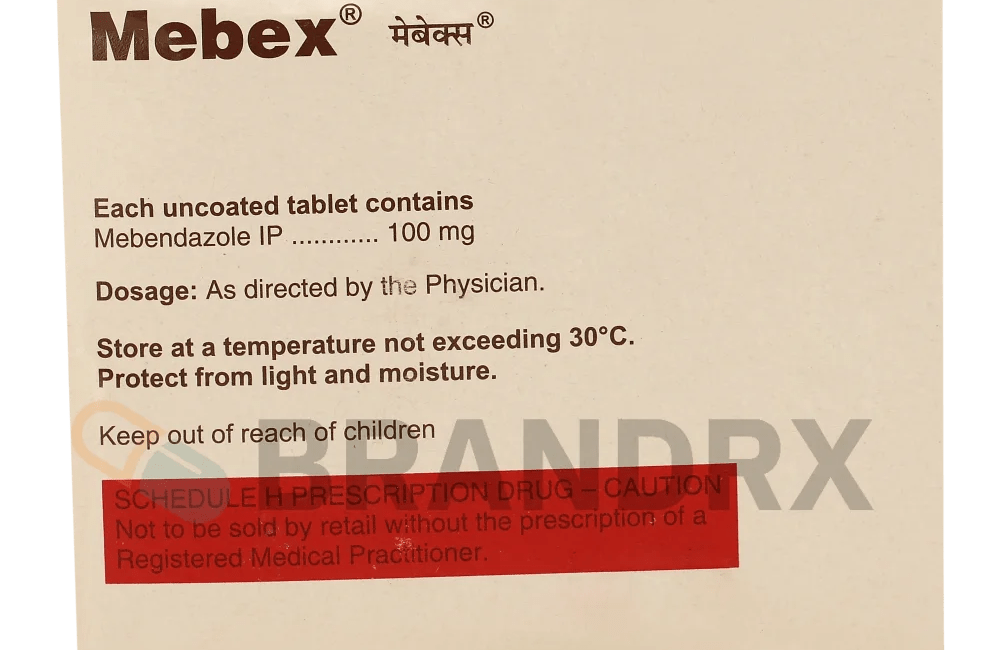 Mebex® मेबेक्स®
Each uncoated tablet contains
Mebendazole IP ............ 100 mg
Dosage: As directed by the Physician.
Store at a temperature not exceeding 30°C.
Protect from light and moisture.
Keep out of reach of children
BRANDRX
SCHEDULE H PRESCRIPTION DRUG – CAUTION
Not to be sold by retail without the prescription of a
Registered Medical Practitioner.